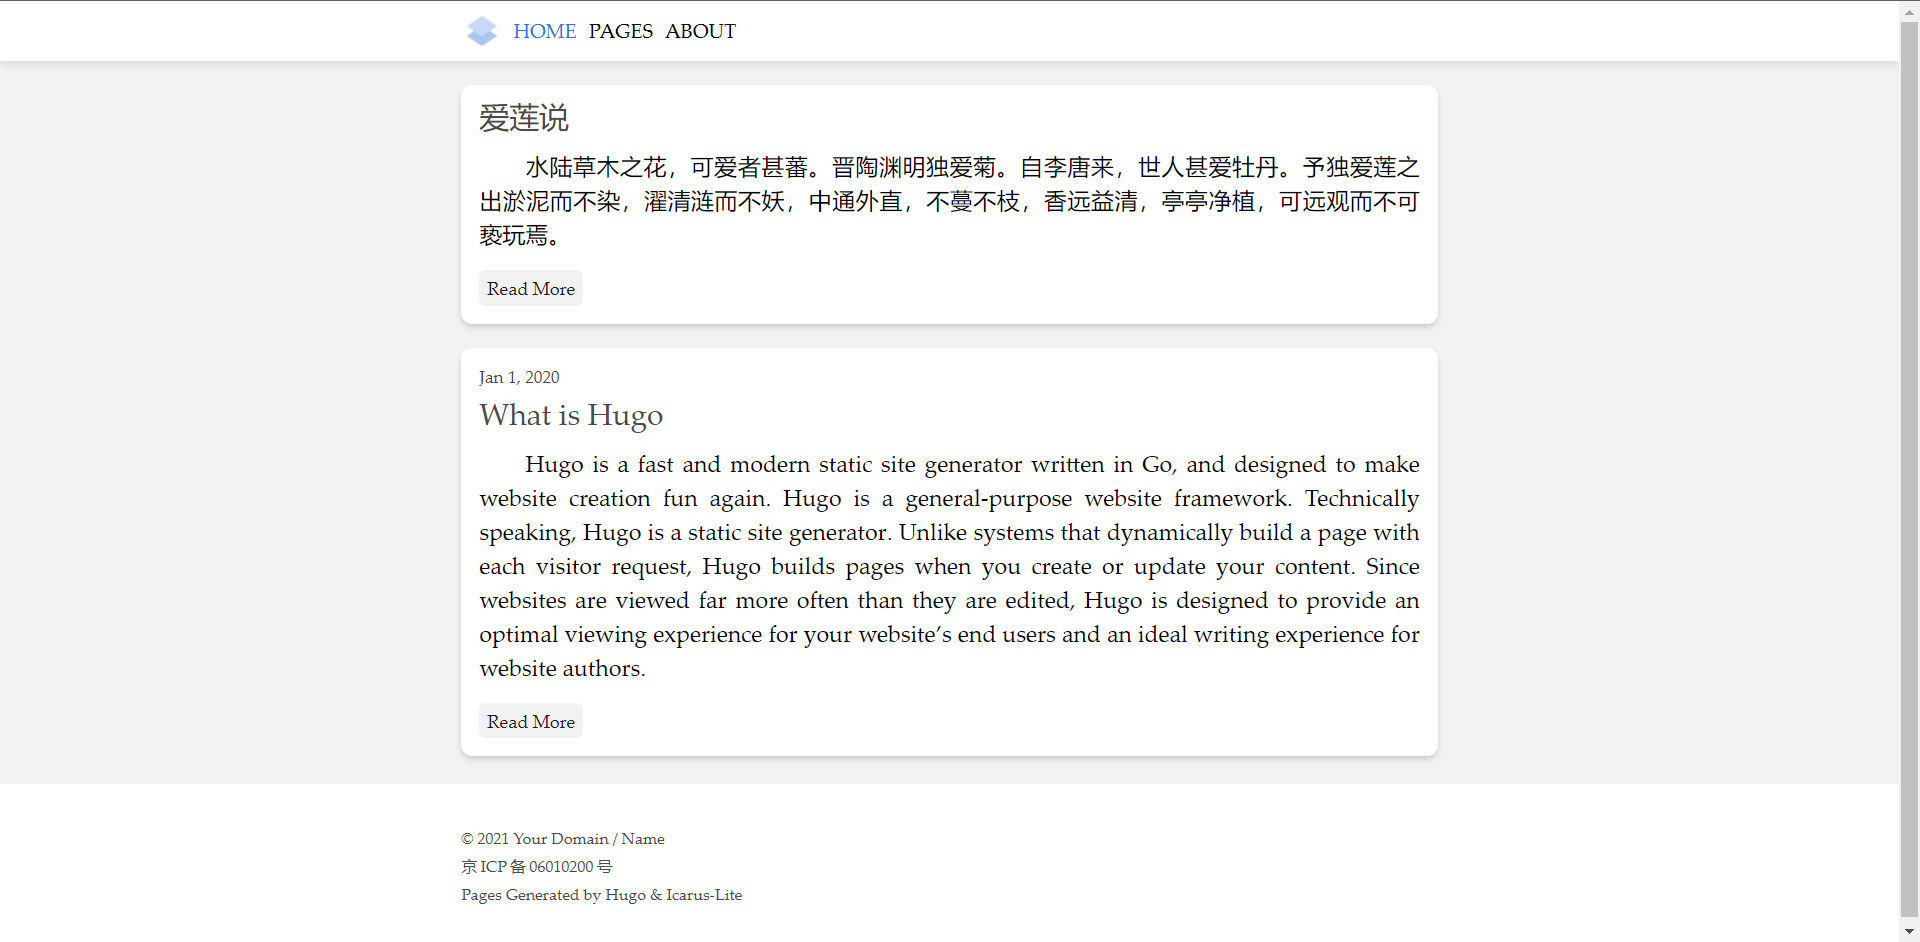 HOME PAGES ABOUT
爱莲说
水陆草木之花，可爱者甚蕃。晋陶渊明独爱菊。自李唐来，世人甚爱牡丹。予独爱莲之
出淤泥而不染，濯清涟而不妖，中通外直，不蔓不枝，香远益清，亭亭净植，可远观而不可
亵玩焉。
Read More
Jan 1, 2020
What is Hugo
Hugo is a fast and modern static site generator written in Go, and designed to make
website creation fun again. Hugo is a general-purpose website framework. Technically
speaking, Hugo is a static site generator. Unlike systems that dynamically build a page with
each visitor request, Hugo builds pages when you create or update your content. Since
websites are viewed far more often than they are edited, Hugo is designed to provide an
optimal viewing experience for your website’s end users and an ideal writing experience for
website authors.
Read More
© 2021 Your Domain / Name
京 ICP 备 06010200 号
Pages Generated by Hugo & Icarus-Lite